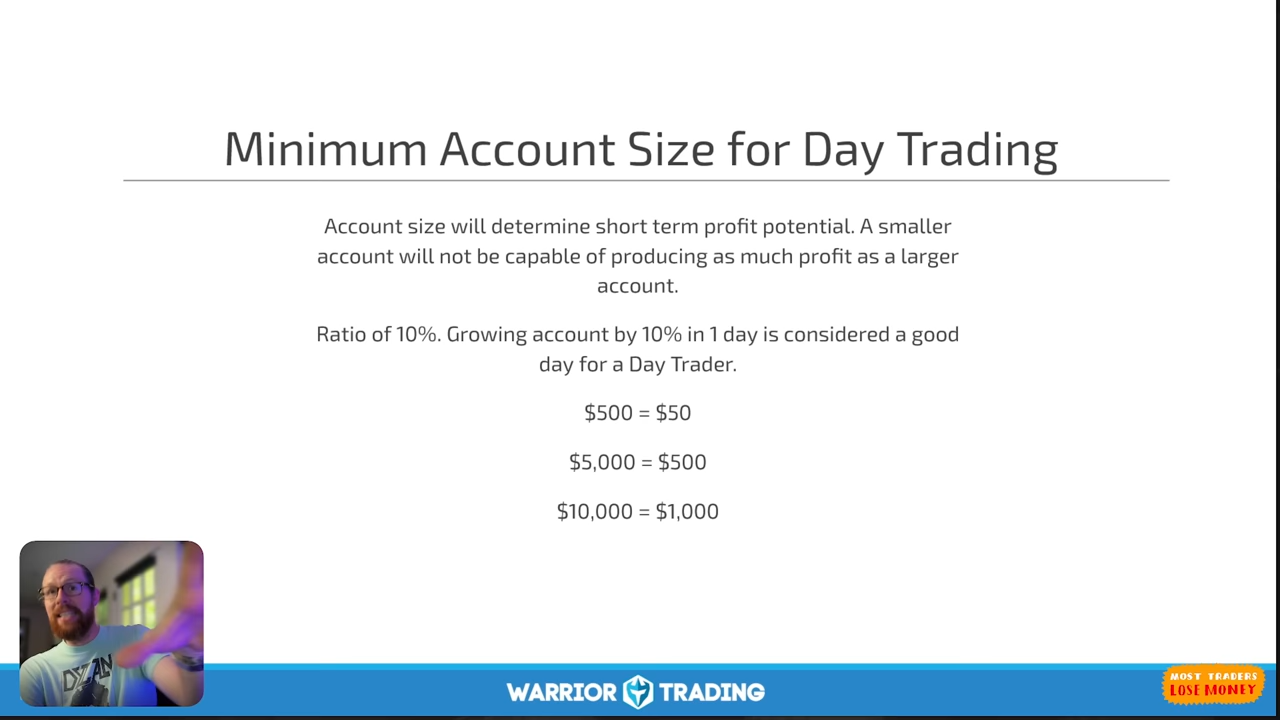 Minimum Account Size for Day Trading
Account size will determine short term profit potential. A smaller
account will not be capable of producing as much profit as a larger
account.
Ratio of 10%. Growing account by 10% in 1 day is considered a good
day for a Day Trader.
$500 = $50
$5,000 = $500
$10,000 = $1,000
DYLAN
WARRIOR TRADING
MOST TRADERS
LOSE MONEY